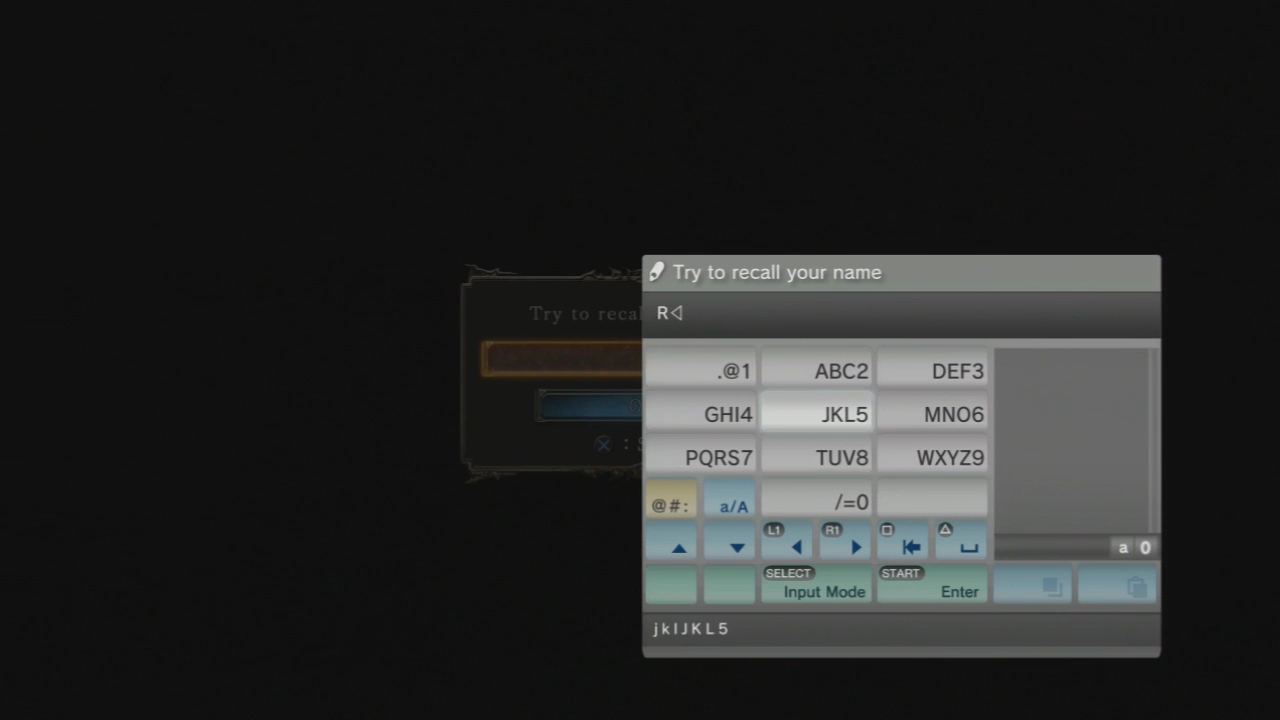 Try to recall your name
R
Try to reca
.@1 ABC2 DEF3
GHI4 JKL5 MNO6
PQRS7 TUV8 WXYZ9
@#: a/A /=0
L1 R1
a 0
SELECT START
Input Mode Enter
jklJKL5